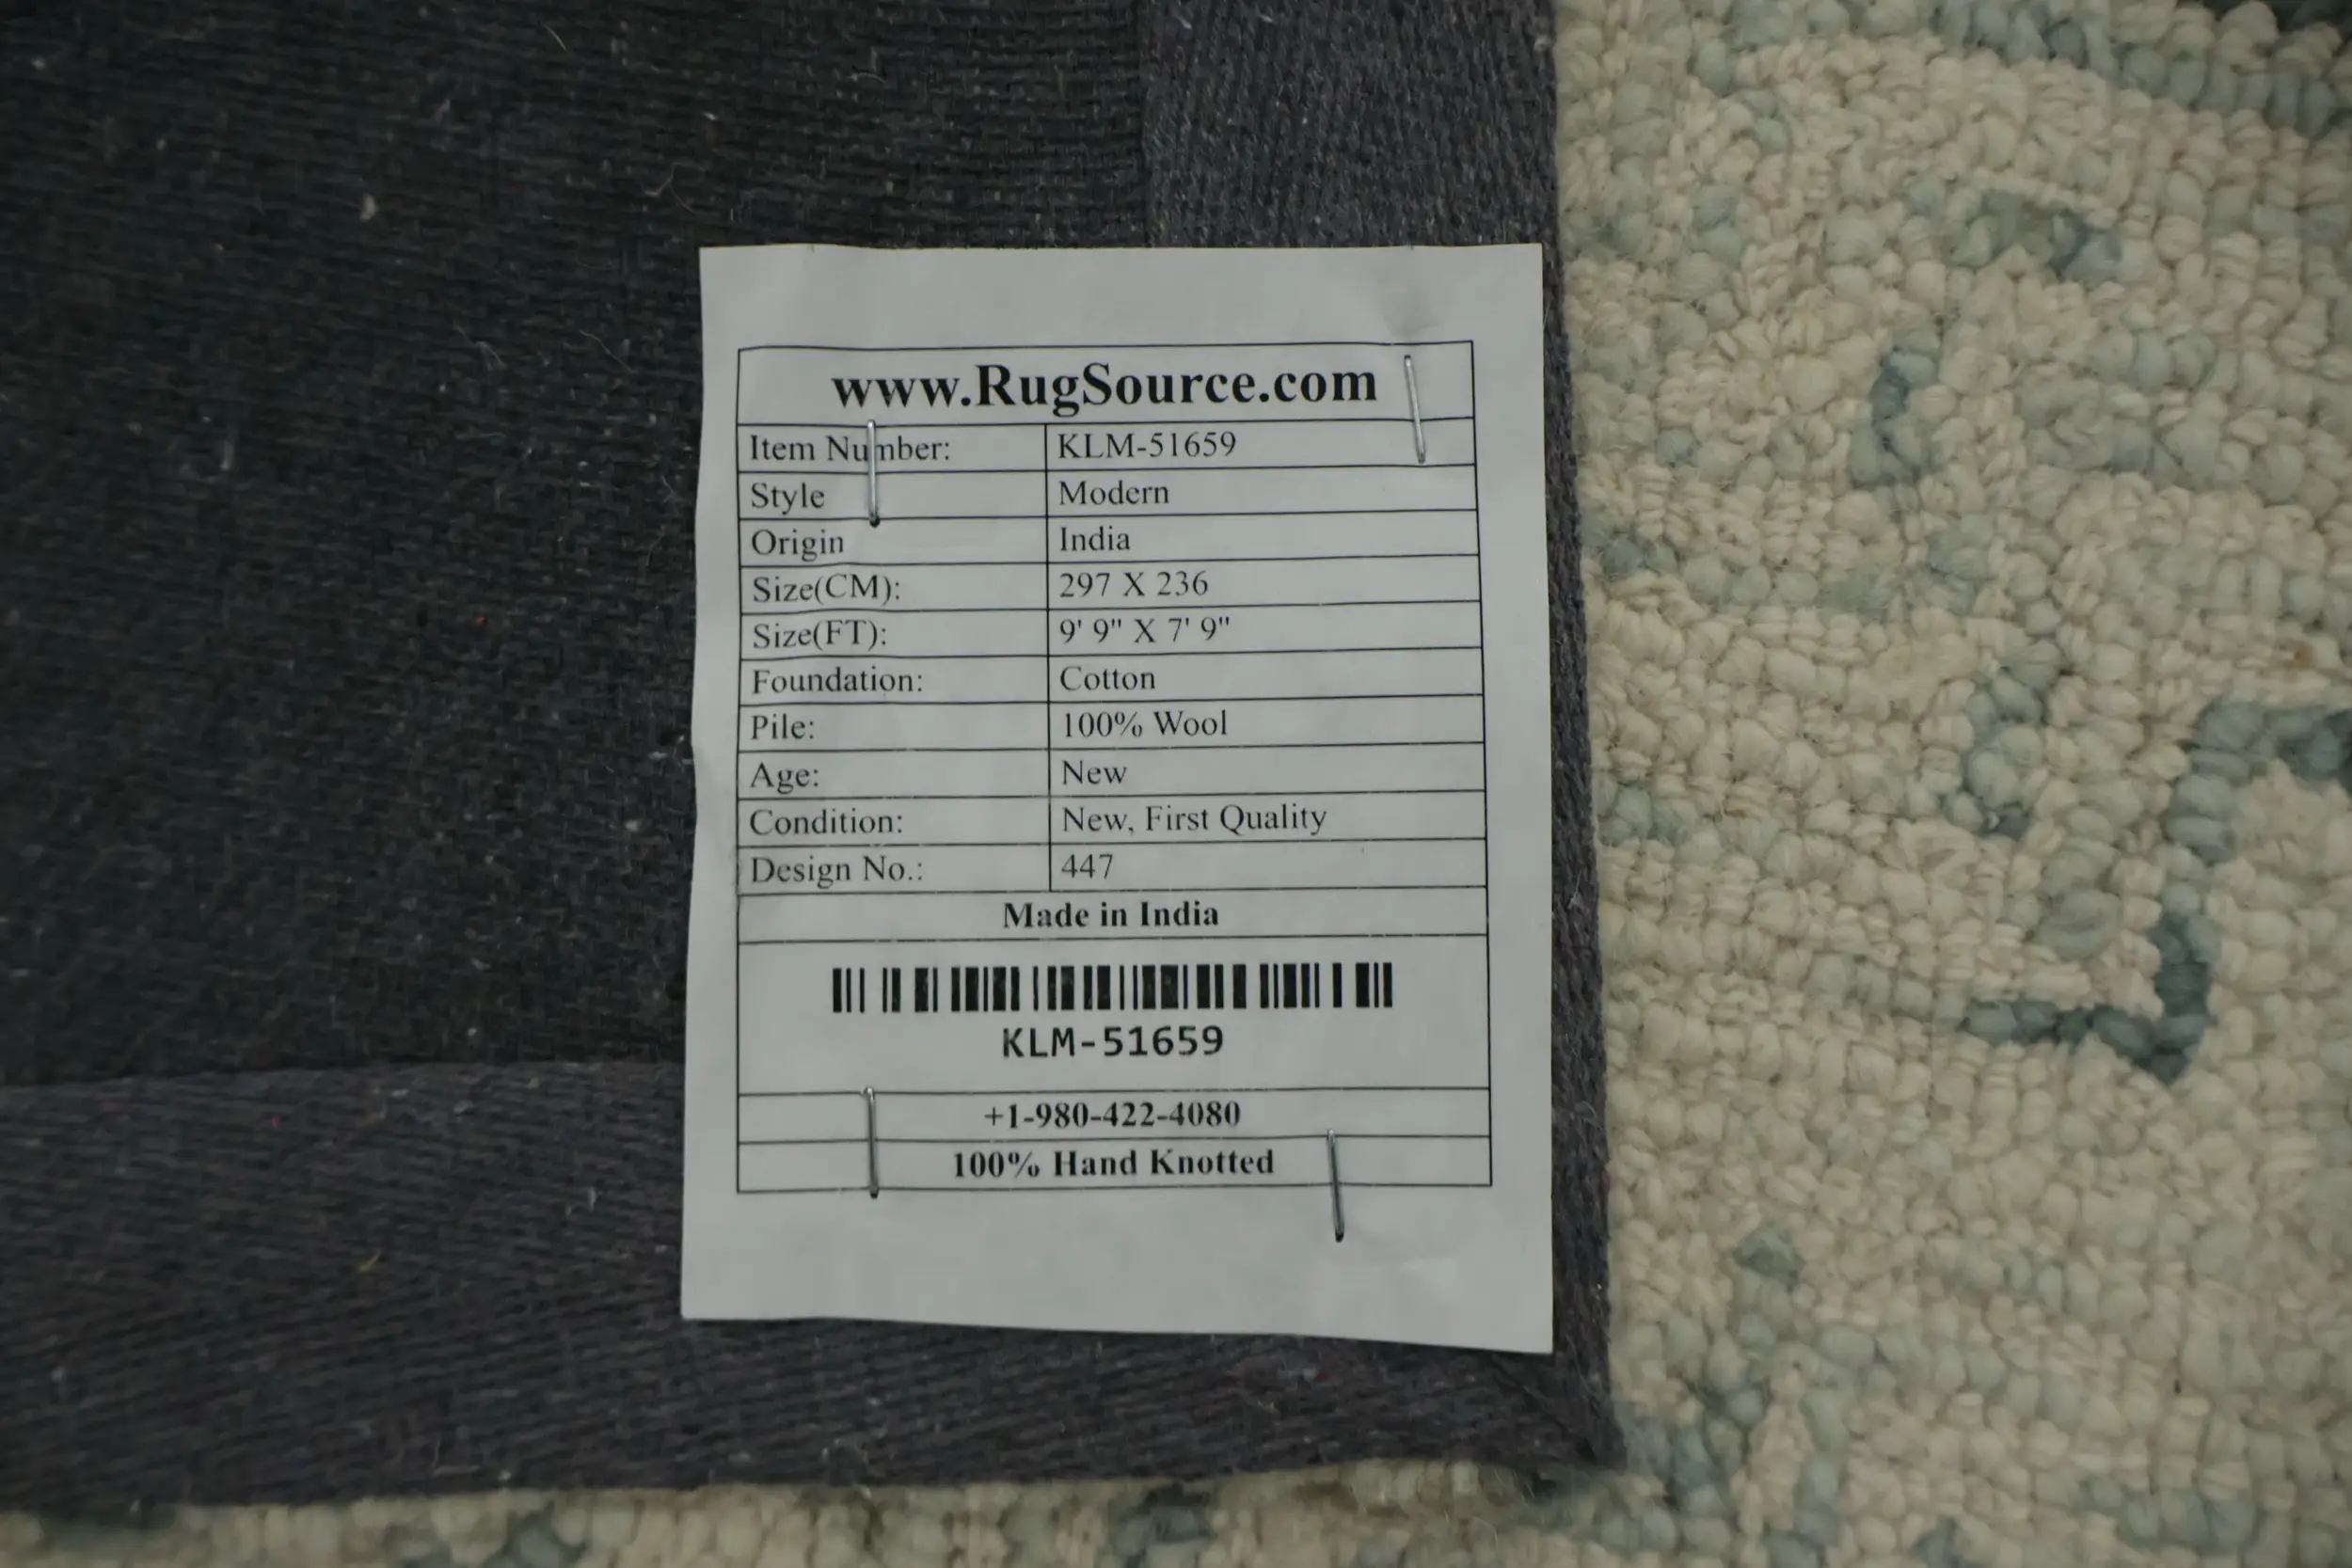 www.RugSource.com
Item Number: KLM-51659
Style Modern
Origin India
Size(CM): 297 X 236
Size(FT): 9' 9" X 7' 9"
Foundation: Cotton
Pile: 100% Wool
Age: New
Condition: New, First Quality
Design No.: 447
Made in India
KLM-51659
+1-980-422-4080
100% Hand Knotted